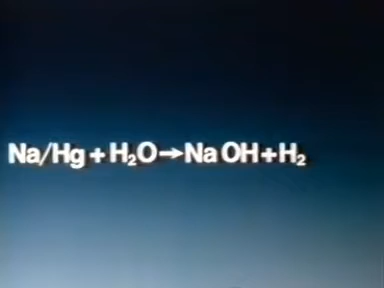 Na/Hg + H₂O → Na OH + H₂